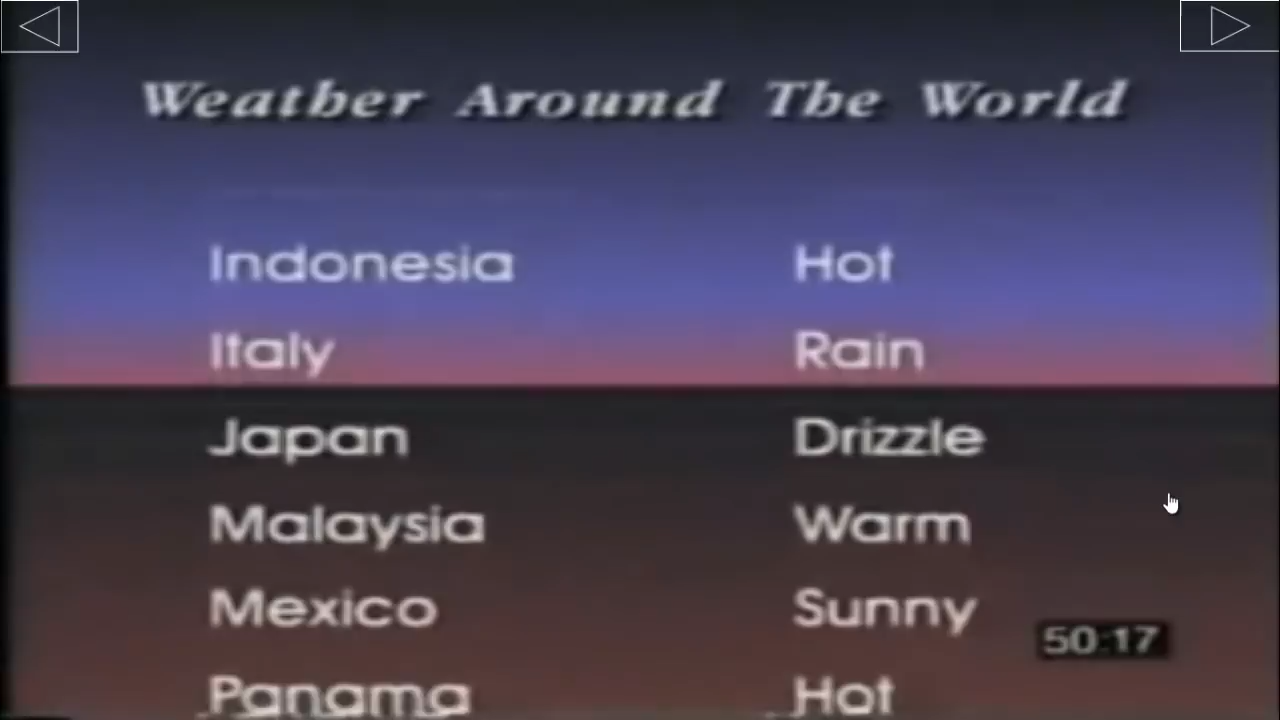 Weather Around The World
Indonesia Hot
Italy Rain
Japan Drizzle
Malaysia Warm
Mexico Sunny
50:17
Panama Hot